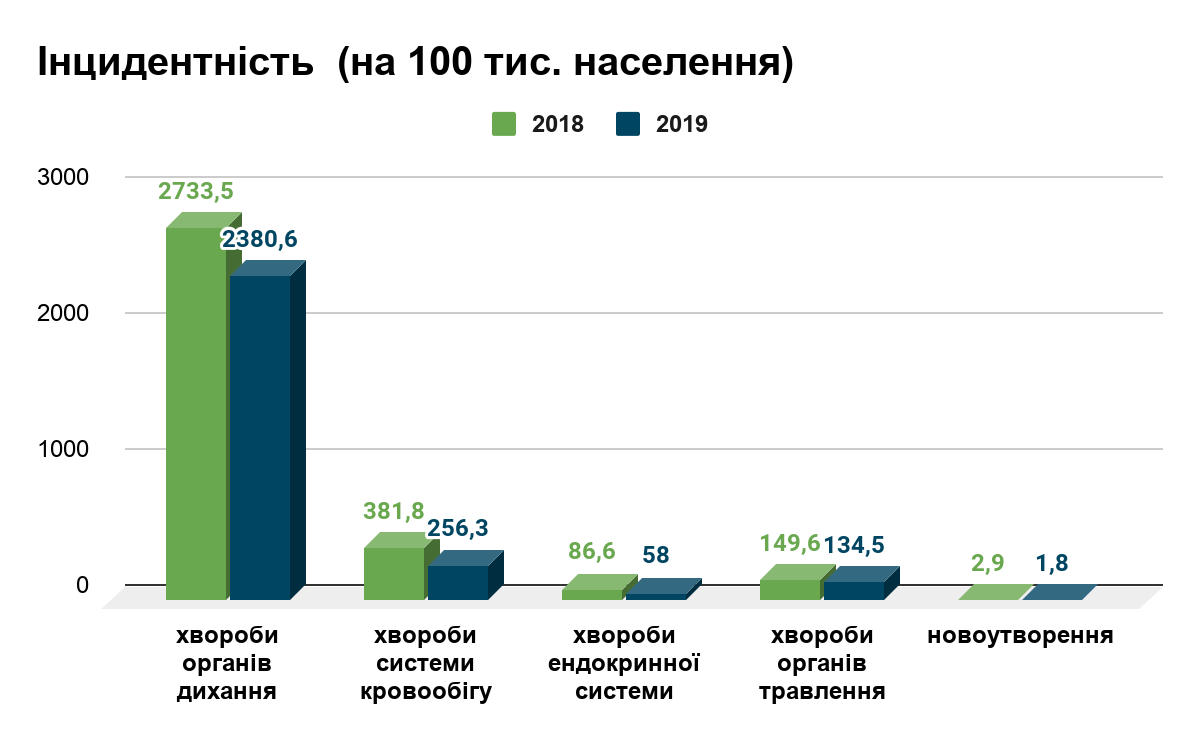 Інцидентність (на 100 тис. населення)
2018 2019
3000
2733,5
2380,6
2000
1000
381,8
256,3
86,6 58
149,6 134,5
2,9 1,8
0
хвороби органів дихання
хвороби системи кровообігу
хвороби ендокринної системи
хвороби органів травлення
новоутворення